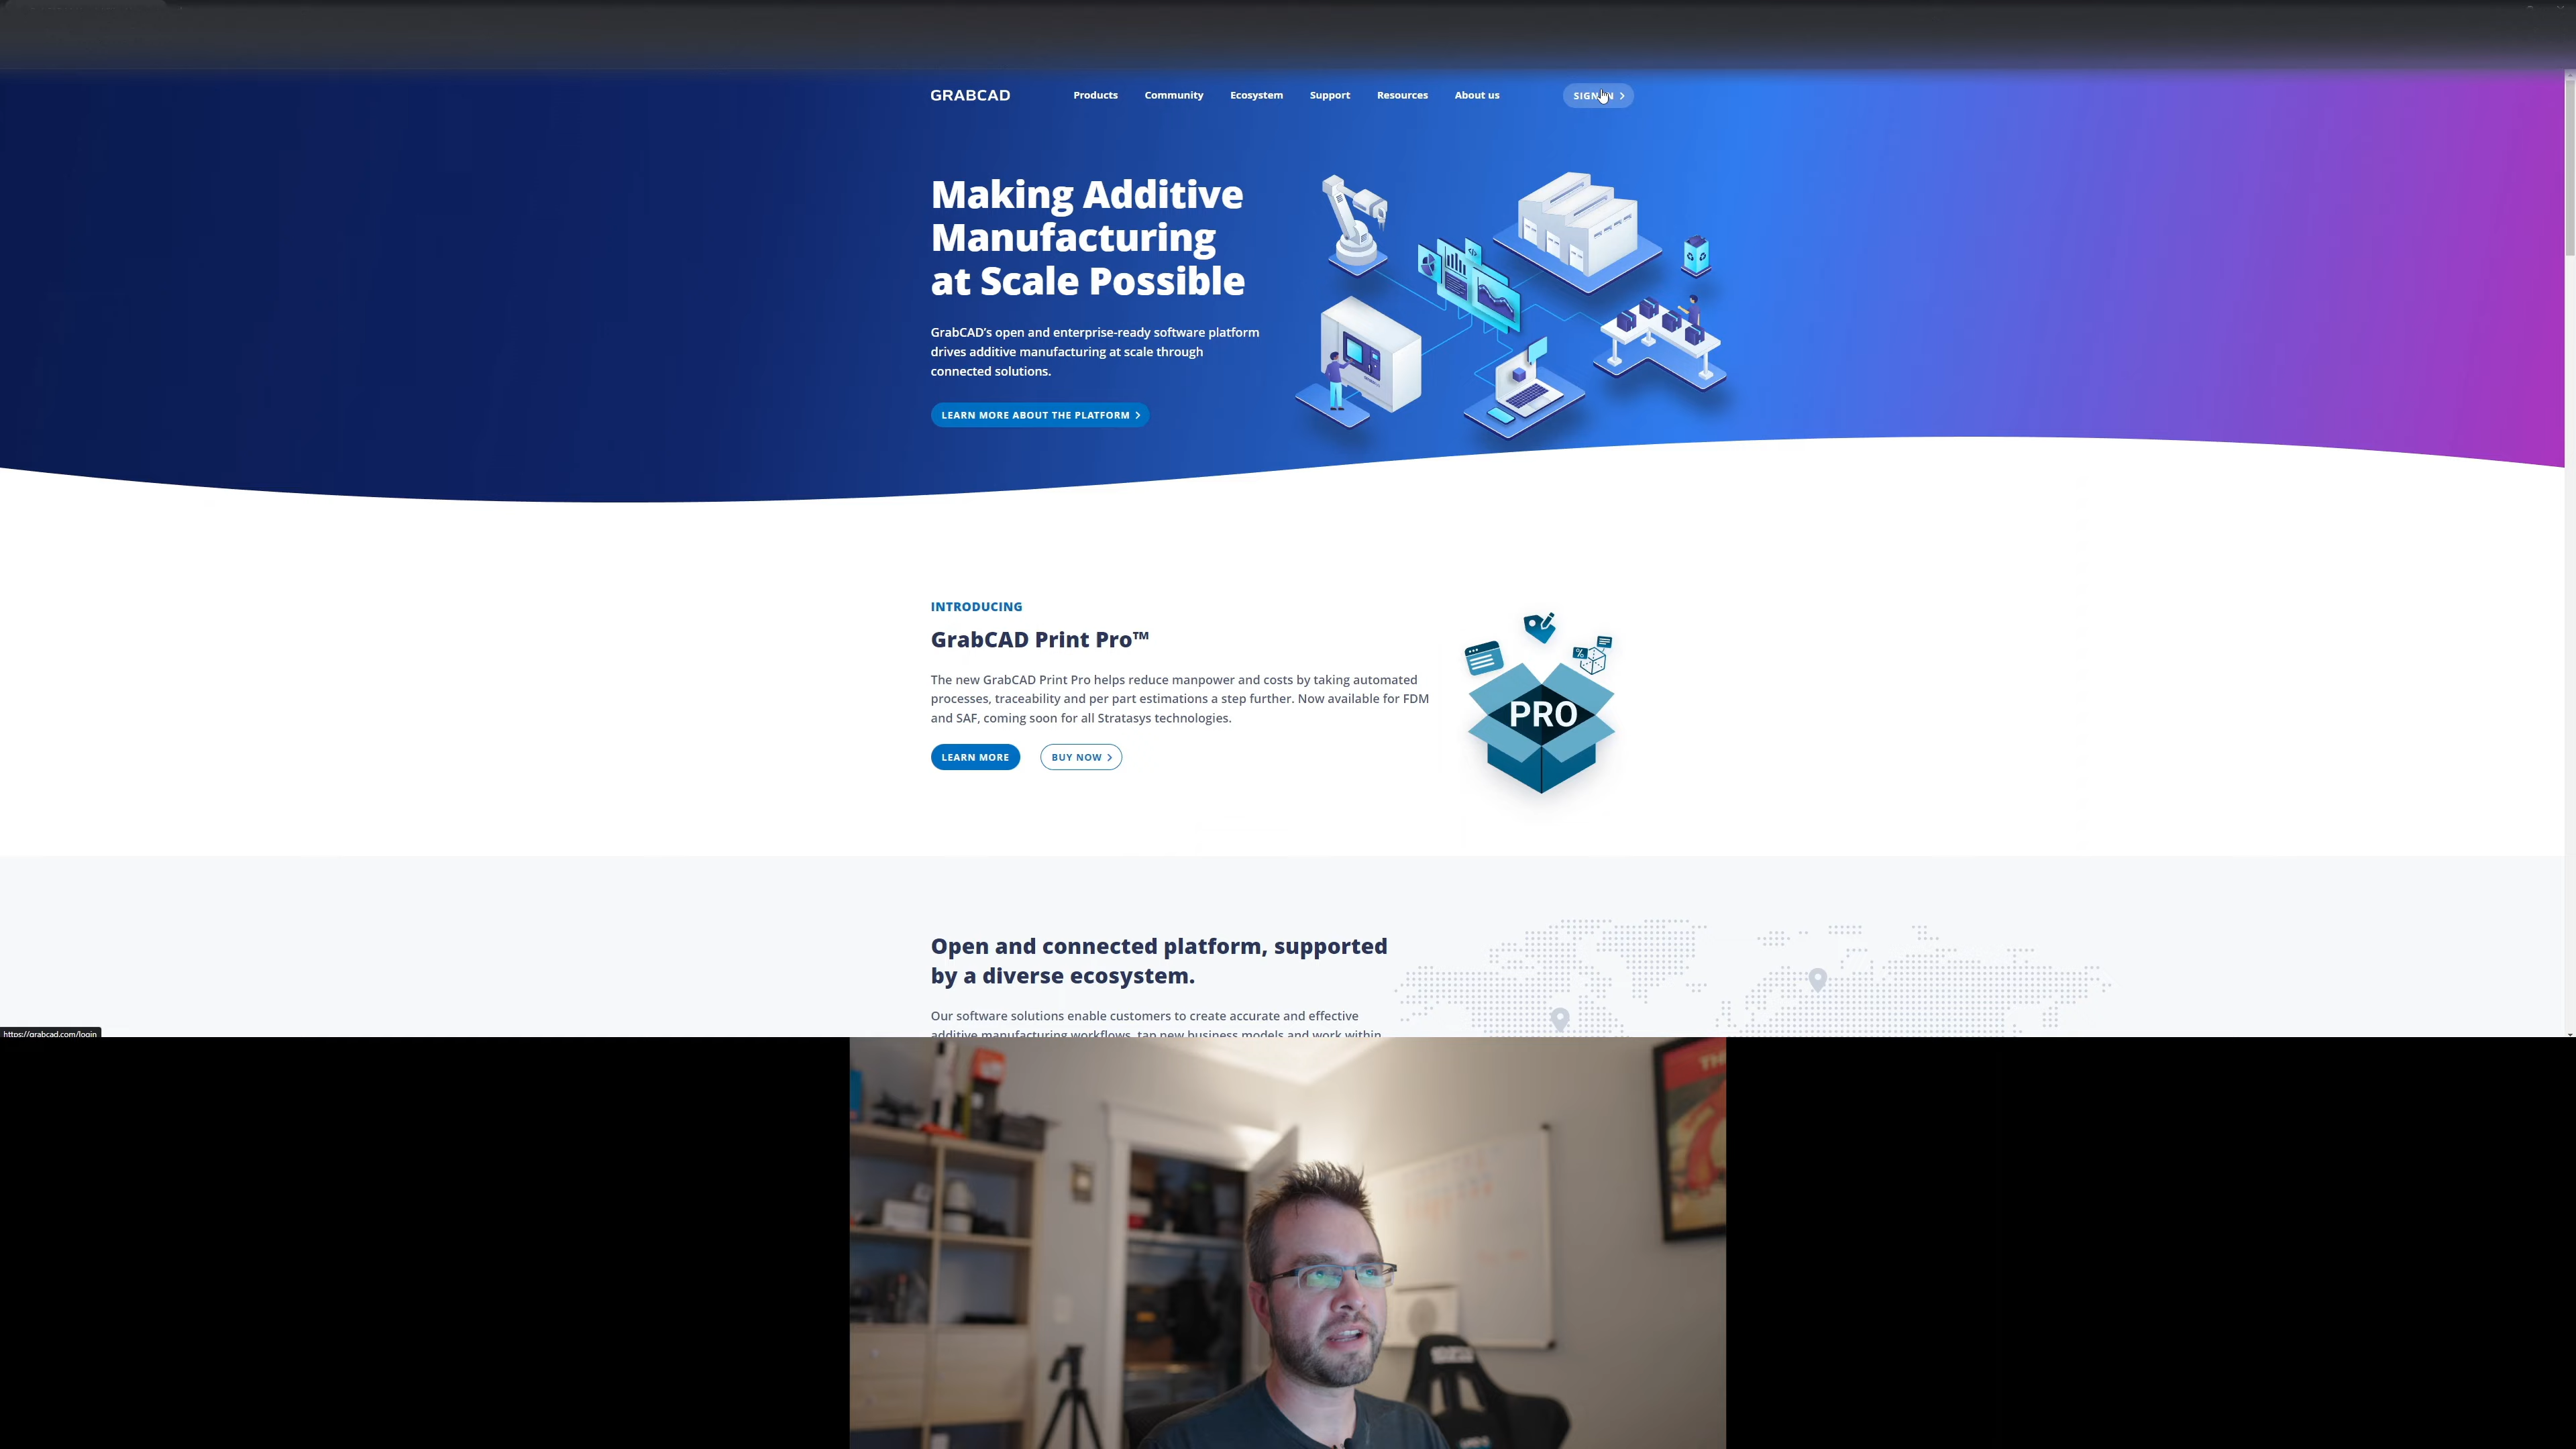 GRABCAD
Products Community Ecosystem Support Resources About us
Making Additive
Manufacturing
at Scale Possible
GrabCAD's open and enterprise-ready software platform
drives additive manufacturing at scale through
connected solutions.
LEARN MORE ABOUT THE PLATFORM
INTRODUCING
GrabCAD Print Pro™
The new GrabCAD Print Pro helps reduce manpower and costs by taking automated
processes, traceability and per part estimations a step further. Now available for FDM
and SAF, coming soon for all Stratasys technologies.
LEARN MORE
BUY NOW
PRO
%
Open and connected platform, supported
by a diverse ecosystem.
Our software solutions enable customers to create accurate and effective
additive manufacturing workflows, tap new business models and work within
https://grabcad.com/login